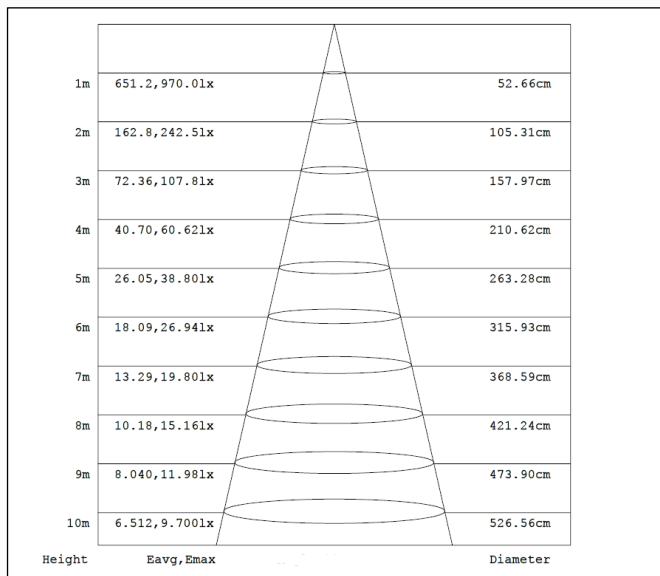 1m 651.2,970.0lx 52.66cm
2m 162.8,242.5lx 105.31cm
3m 72.36,107.8lx 157.97cm
4m 40.70,60.62lx 210.62cm
5m 26.05,38.80lx 263.28cm
6m 18.09,26.94lx 315.93cm
7m 13.29,19.80lx 368.59cm
8m 10.18,15.16lx 421.24cm
9m 8.040,11.98lx 473.90cm
10m 6.512,9.700lx 526.56cm
Height Eavg,Emax Diameter